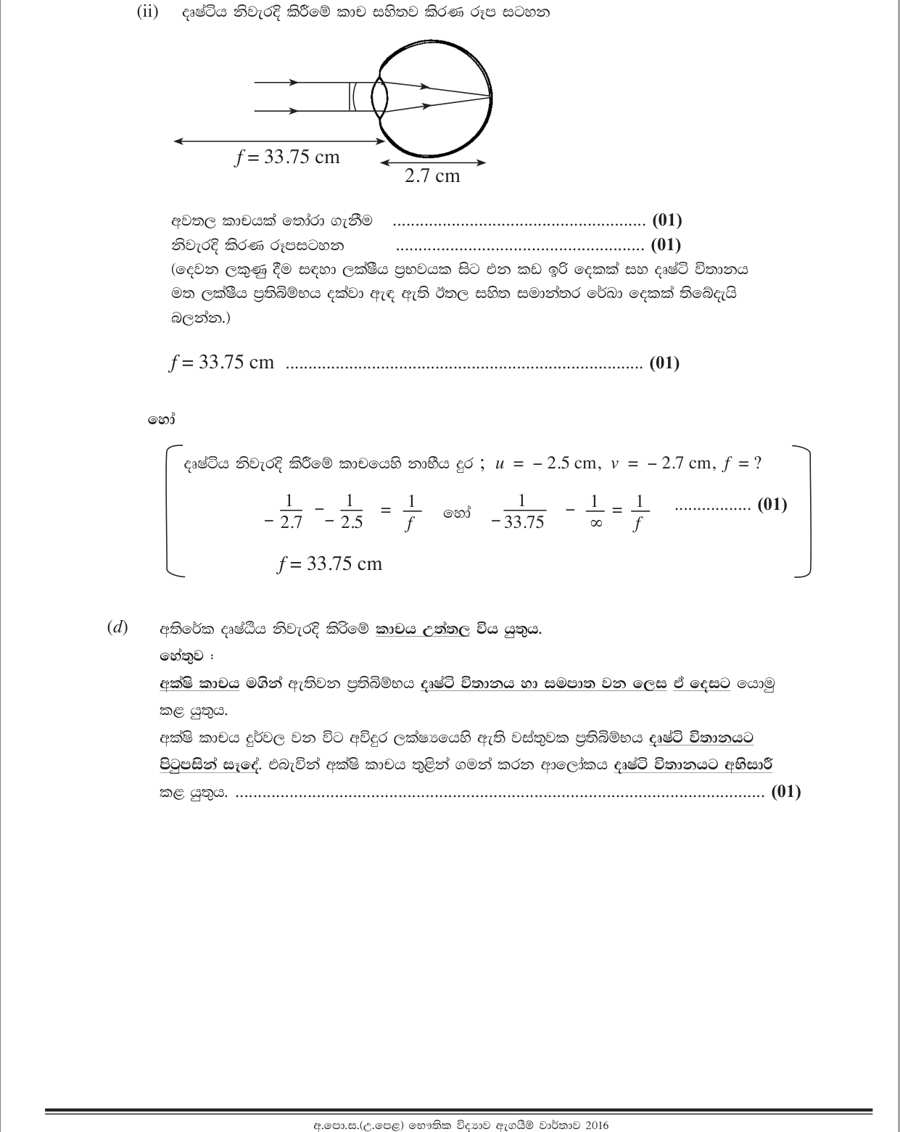 (ii) දෘෂ්ටිය නිවැරදි කිරීමේ කාච සහිතව කිරණ රූප සටහන
f = 33.75 cm
2.7 cm
අවතල කාචයක් තෝරා ගැනීම ........................................................ (01)
නිවැරදි කිරණ රූපසටහන ....................................................... (01)
(දෙවන ලකුණු දීම සඳහා ලක්ෂීය ප්‍රභවයක සිට එන කඩ ඉරි දෙකක් සහ දෘෂ්ටි විතානය
මත ලක්ෂීය ප්‍රතිබිම්භය දක්වා ඇඳ ඇති ඊතල සහිත සමාන්තර රේඛා දෙකක් තිබේදැයි
බලන්න.)
f = 33.75 cm ............................................................................... (01)
හෝ
දෘෂ්ටිය නිවැරදි කිරීමේ කාචයෙහි නාභීය දුර ; u = – 2.5 cm, v = – 2.7 cm, f = ?
1/– 2.7 – 1/– 2.5 = 1/f හෝ 1/– 33.75 – 1/∞ = 1/f ................. (01)
f = 33.75 cm
(d) අතිරේක දෘෂ්ඨිය නිවැරදි කිරිමේ කාචය උත්තල විය යුතුය.
හේතුව :
අක්ෂි කාචය මගින් ඇතිවන ප්‍රතිබිම්භය දෘෂ්ටි විතානය හා සමපාත වන ලෙස ඒ දෙසට යොමු
කළ යුතුය.
අක්ෂි කාචය දුර්වල වන විට අවිදුර ලක්ෂ්‍යයෙහි ඇති වස්තුවක ප්‍රතිබිම්භය දෘෂ්ටි විතානයට
පිටුපසින් සෑදේ. එබැවින් අක්ෂි කාචය තුළින් ගමන් කරන ආලෝකය දෘෂ්ටි විතානයට අභිසාරී
කළ යුතුය. ..................................................................................................................... (01)
අ.පො.ස.(උ.පෙළ) භෞතික විද්‍යාව ඇගයීම් වාර්තාව 2016